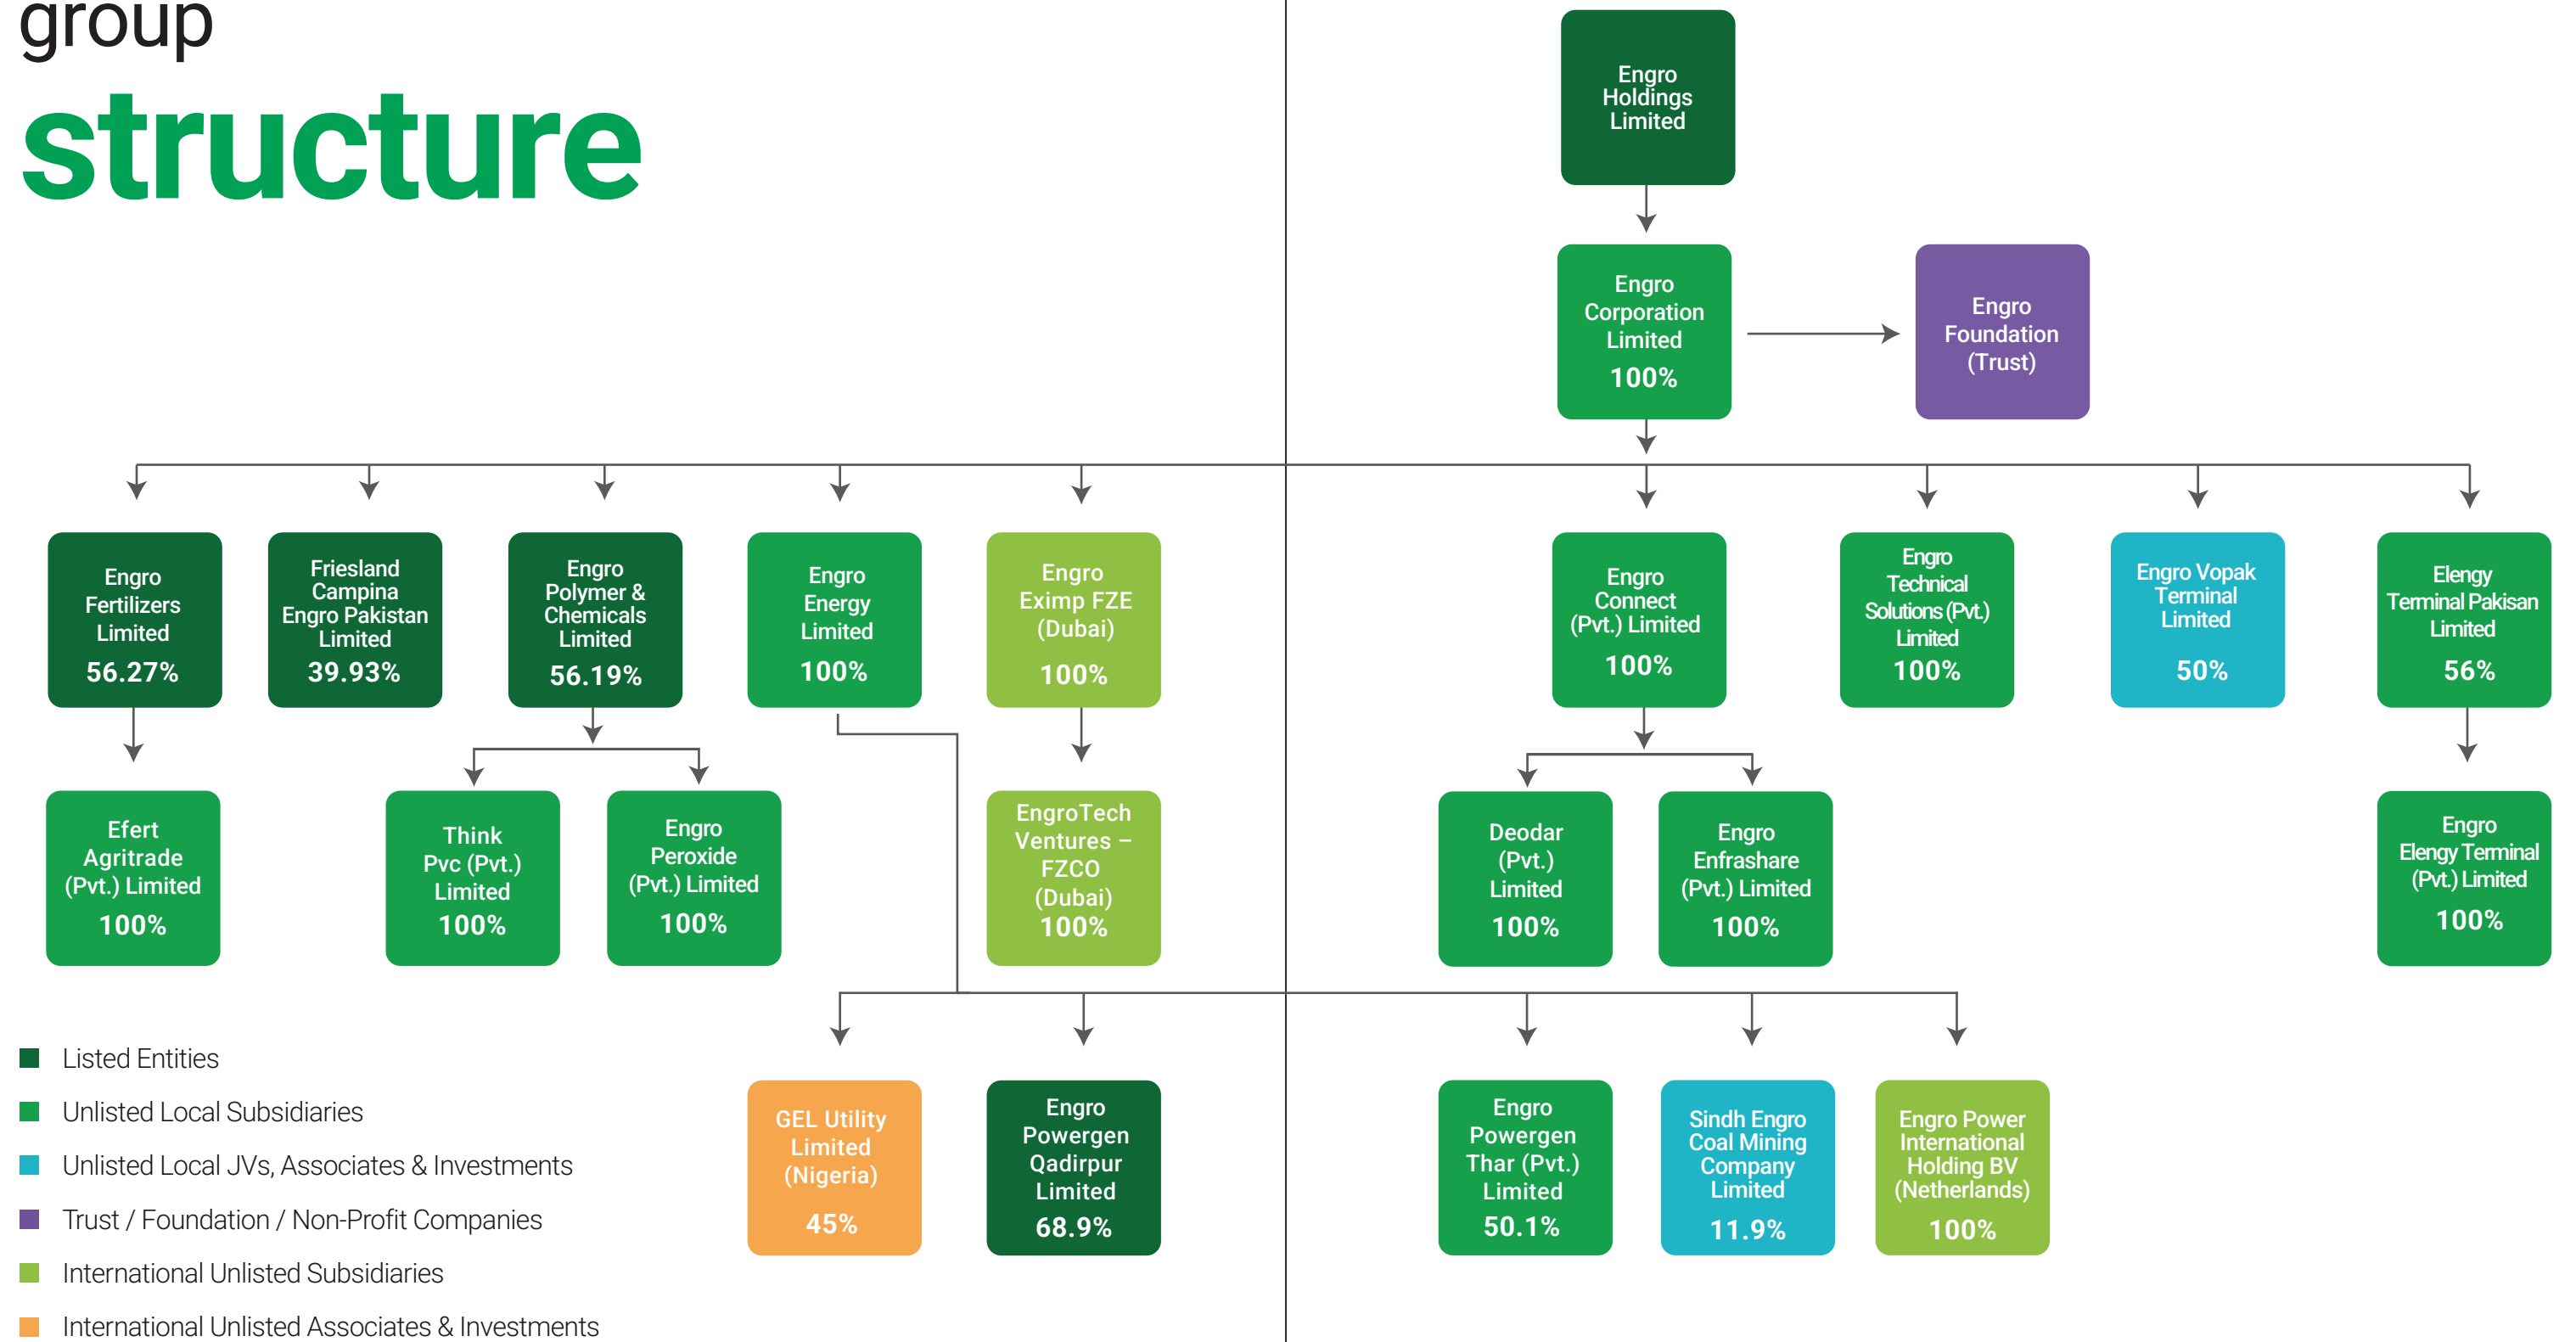 group
structure
Engro
Holdings
Limited
Engro
Corporation
Limited
100%
Engro
Foundation
(Trust)
Engro
Fertilizers
Limited
56.27%
Friesland
Campina
Engro Pakistan
Limited
39.93%
Engro
Polymer &
Chemicals
Limited
56.19%
Engro
Energy
Limited
100%
Engro
Eximp FZE
(Dubai)
100%
Engro
Connect
(Pvt.) Limited
100%
Engro
Technical
Solutions (Pvt.)
Limited
100%
Engro Vopak
Terminal
Limited
50%
Elengy
Terminal Pakisan
Limited
56%
Efert
Agritrade
(Pvt.) Limited
100%
Think
Pvc (Pvt.)
Limited
100%
Engro
Peroxide
(Pvt.) Limited
100%
EngroTech
Ventures –
FZCO
(Dubai)
100%
Deodar
(Pvt.)
Limited
100%
Engro
Enfrashare
(Pvt.) Limited
100%
Engro
Elengy Terminal
(Pvt.) Limited
100%
GEL Utility
Limited
(Nigeria)
45%
Engro
Powergen
Qadirpur
Limited
68.9%
Engro
Powergen
Thar (Pvt.)
Limited
50.1%
Sindh Engro
Coal Mining
Company
Limited
11.9%
Engro Power
International
Holding BV
(Netherlands)
100%
Listed Entities
Unlisted Local Subsidiaries
Unlisted Local JVs, Associates & Investments
Trust / Foundation / Non-Profit Companies
International Unlisted Subsidiaries
International Unlisted Associates & Investments